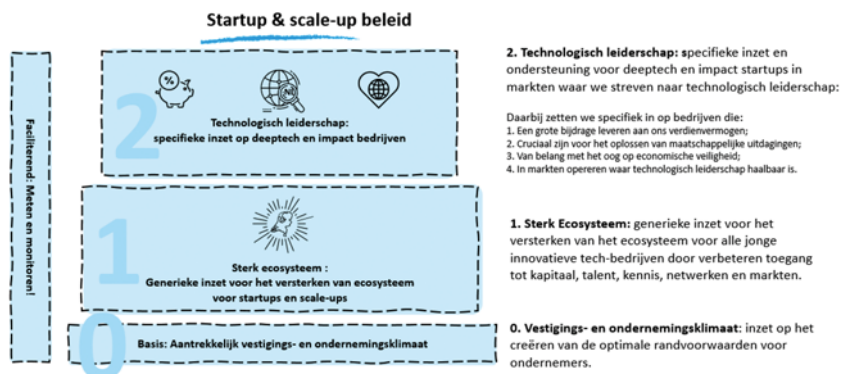 Startup & scale-up beleid
Faciliterend: Meten en monitoren!
2
%
NL
Technologisch leiderschap:
specifieke inzet op deeptech en impact bedrijven
2. Technologisch leiderschap: specifieke inzet en
ondersteuning voor deeptech en impact startups in
markten waar we streven naar technologisch leiderschap:
Daarbij zetten we specifiek in op bedrijven die:
1. Een grote bijdrage leveren aan ons verdienvermogen;
2. Cruciaal zijn voor het oplossen van maatschappelijke uitdagingen;
3. Van belang met het oog op economische veiligheid;
4. In markten opereren waar technologisch leiderschap haalbaar is.
1
Sterk ecosysteem :
Generieke inzet voor het versterken van ecosysteem
voor startups en scale-ups
1. Sterk Ecosysteem: generieke inzet voor het
versterken van het ecosysteem voor alle jonge
innovatieve tech-bedrijven door verbeteren toegang
tot kapitaal, talent, kennis, netwerken en markten.
0
Basis: Aantrekkelijk vestigings- en ondernemingsklimaat
0. Vestigings- en ondernemingsklimaat: inzet op het
creëren van de optimale randvoorwaarden voor
ondernemers.